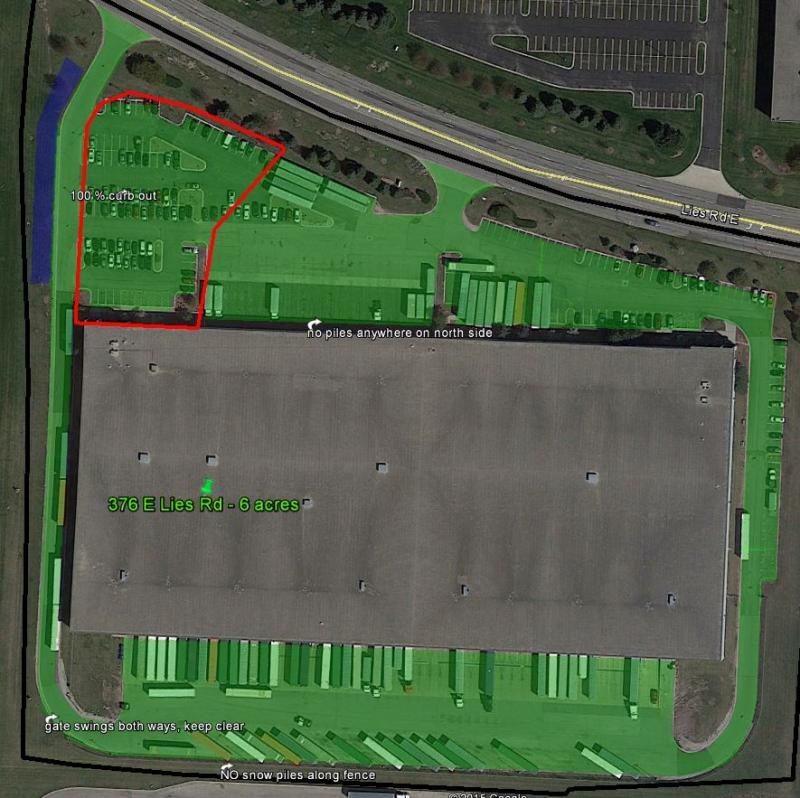 100 % curb out
Lies Rd E
no piles anywhere on north side
376 E Lies Rd - 6 acres
gate swings both ways, keep clear
NO snow piles along fence
©2015 Google